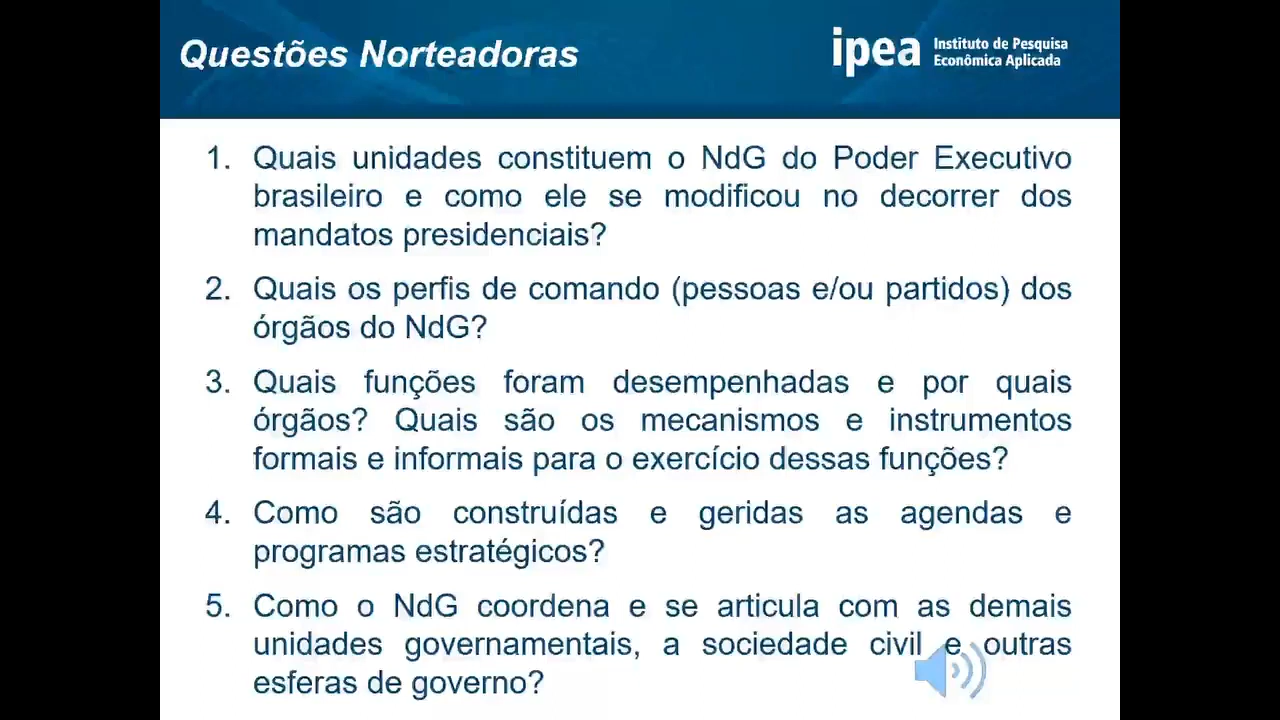 Questões Norteadoras
ipea Instituto de Pesquisa
Econômica Aplicada
1. Quais unidades constituem o NdG do Poder Executivo
brasileiro e como ele se modificou no decorrer dos
mandatos presidenciais?
2. Quais os perfis de comando (pessoas e/ou partidos) dos
órgãos do NdG?
3. Quais funções foram desempenhadas e por quais
órgãos? Quais são os mecanismos e instrumentos
formais e informais para o exercício dessas funções?
4. Como são construídas e geridas as agendas e
programas estratégicos?
5. Como o NdG coordena e se articula com as demais
unidades governamentais, a sociedade civil e outras
esferas de governo?